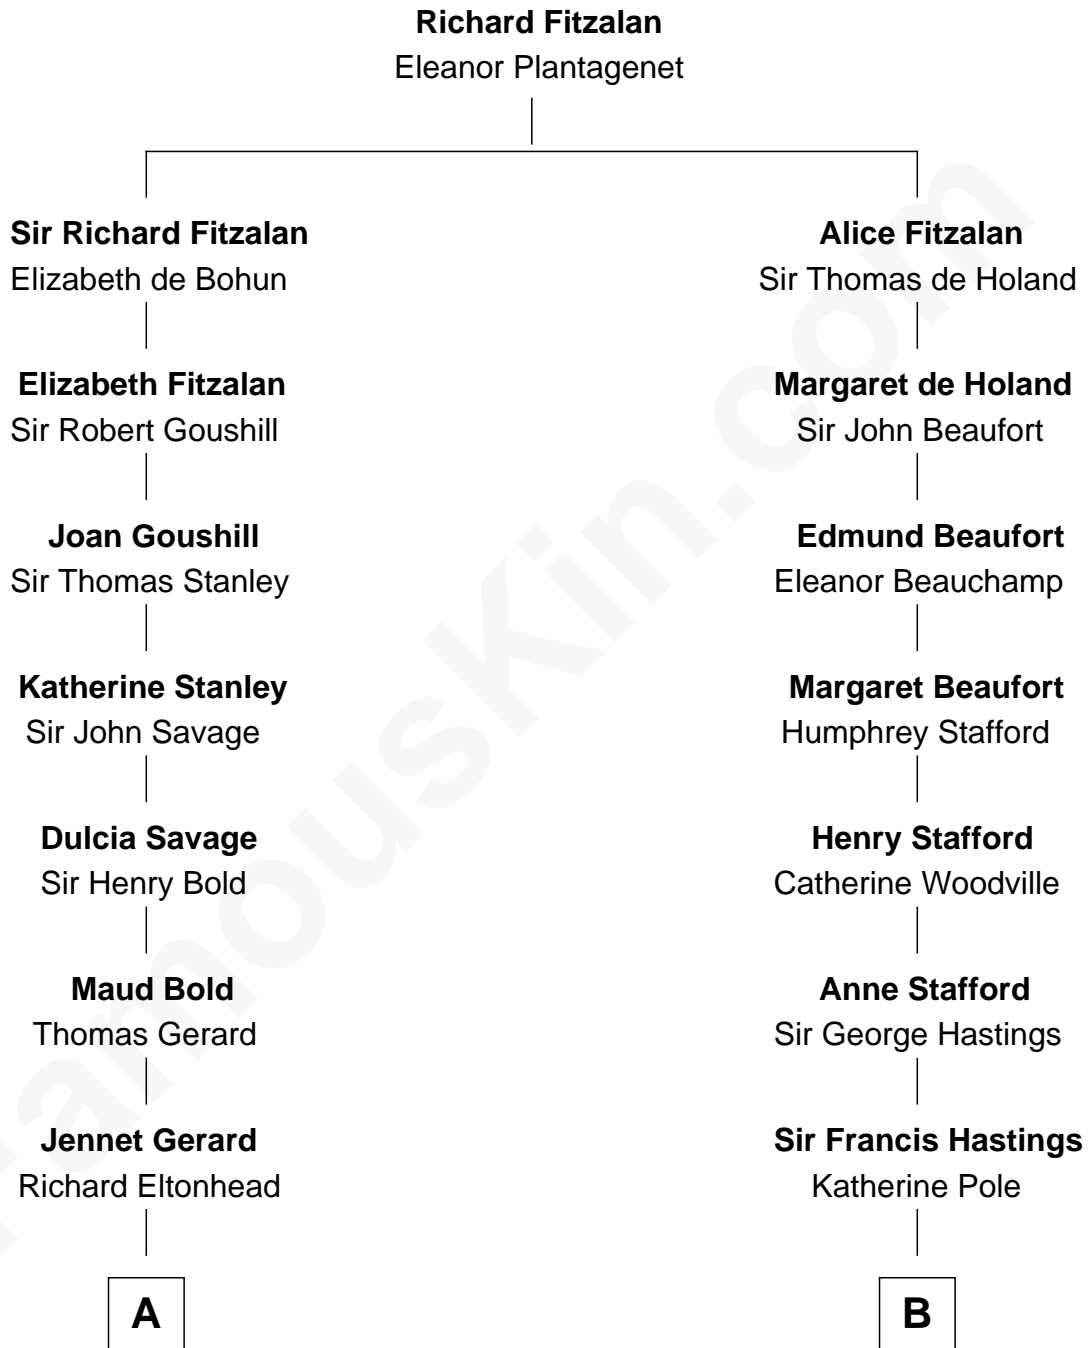 Richard Fitzalan
Eleanor Plantagenet
Sir Richard Fitzalan
Elizabeth de Bohun
Alice Fitzalan
Sir Thomas de Holand
Elizabeth Fitzalan
Sir Robert Goushill
Margaret de Holand
Sir John Beaufort
Joan Goushill
Sir Thomas Stanley
Edmund Beaufort
Eleanor Beauchamp
Katherine Stanley
Sir John Savage
Margaret Beaufort
Humphrey Stafford
Dulcia Savage
Sir Henry Bold
Henry Stafford
Catherine Woodville
Maud Bold
Thomas Gerard
Anne Stafford
Sir George Hastings
Jennet Gerard
Richard Eltonhead
Sir Francis Hastings
Katherine Pole
A
B
FamousKin.com